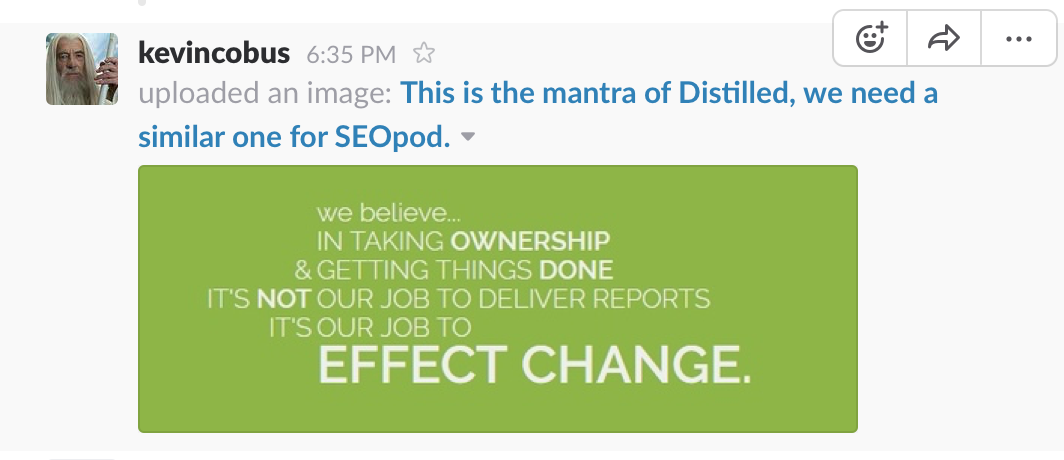 kevincobus 6:35 PM
uploaded an image: This is the mantra of Distilled, we need a
similar one for SEOpod.
we believe...
IN TAKING OWNERSHIP
& GETTING THINGS DONE
IT'S NOT OUR JOB TO DELIVER REPORTS
IT'S OUR JOB TO
EFFECT CHANGE.